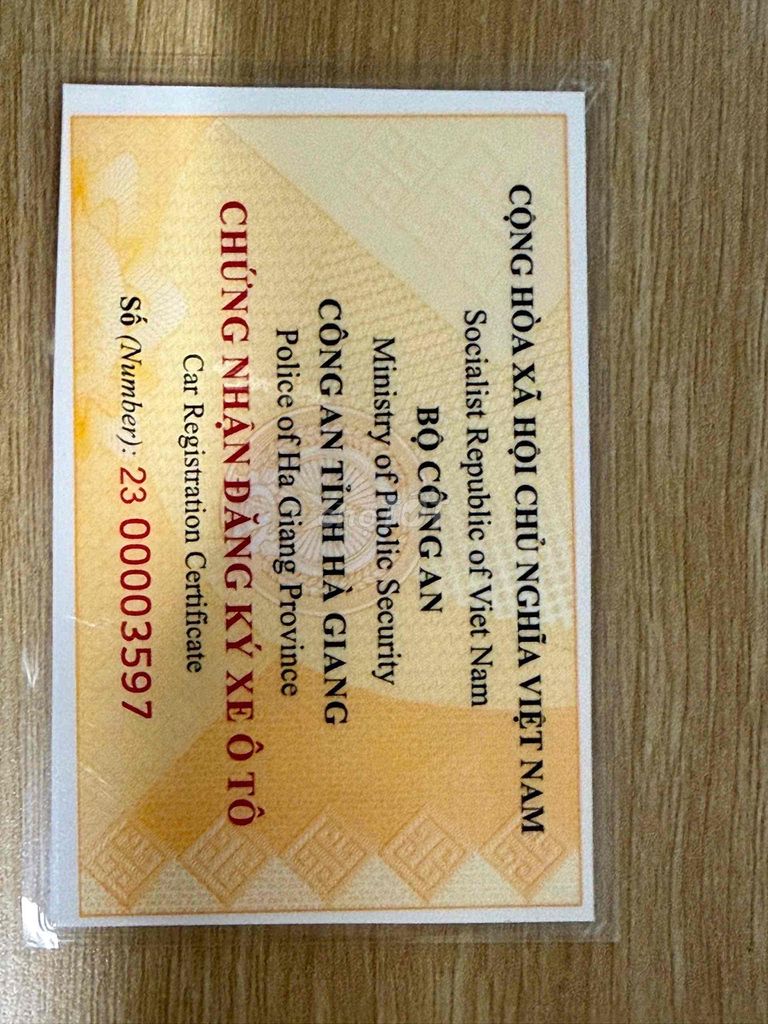 CỘNG HÒA XÃ HỘI CHỦ NGHĨA VIỆT NAM
Socialist Republic of Viet Nam
BỘ CÔNG AN
Ministry of Public Security
CÔNG AN TỈNH HÀ GIANG
Police of Ha Giang Province
CHỨNG NHẬN ĐĂNG KÝ XE Ô TÔ
Car Registration Certificate
Số (Number): 23 00003597